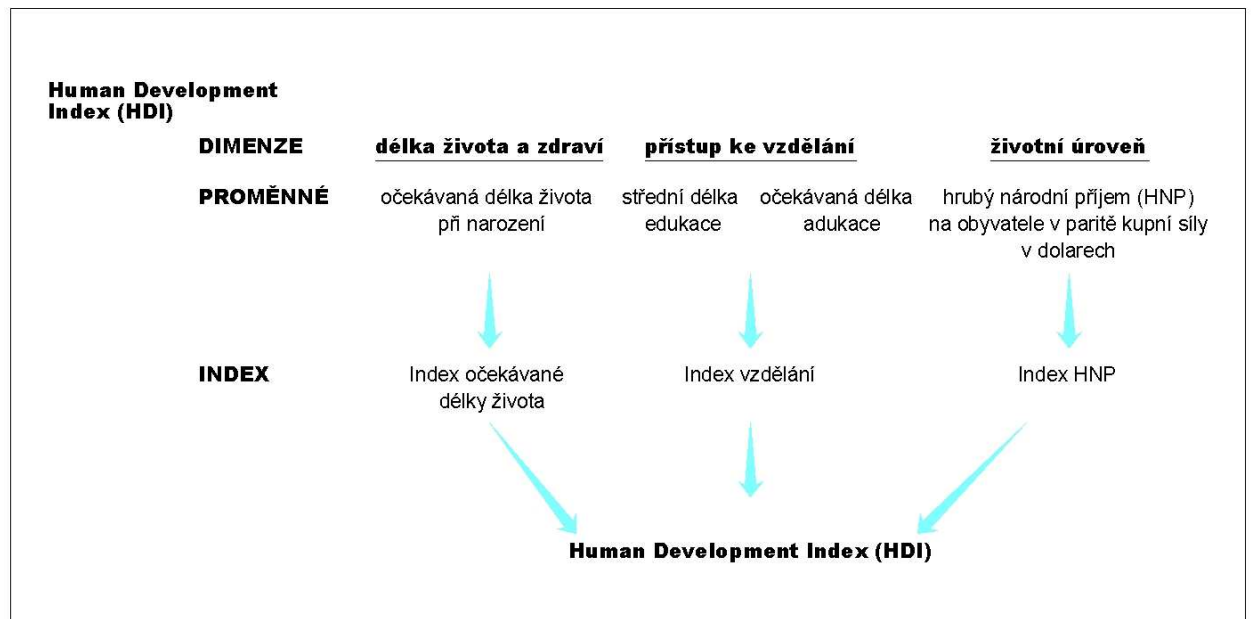 Human Development
Index (HDI)
DIMENZE délka života a zdraví přístup ke vzdělání životní úroveň
PROMĚNNÉ očekávaná délka života střední délka očekávaná délka hrubý národní příjem (HNP)
při narození edukace adukace na obyvatele v paritě kupní síly
v dolarech
INDEX Index očekávané Index vzdělání Index HNP
délky života
Human Development Index (HDI)